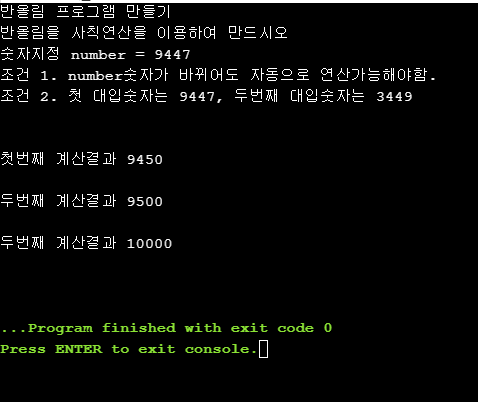 반올림 프로그램 만들기
반올림을 사칙연산을 이용하여 만드시오
숫자지정 number = 9447
조건 1. number숫자가 바뀌어도 자동으로 연산가능해야함.
조건 2. 첫 대입숫자는 9447, 두번째 대입숫자는 3449
첫번째 계산결과 9450
두번째 계산결과 9500
두번째 계산결과 10000
...Program finished with exit code 0
Press ENTER to exit console.